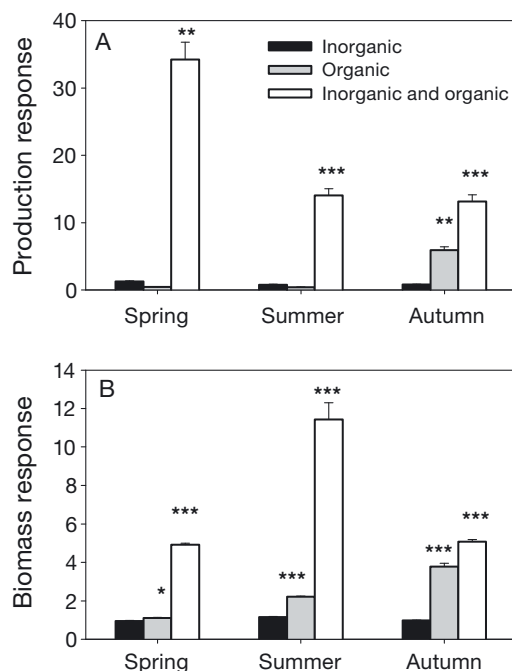 A
Production response
40
30
20
10
0
Inorganic
Organic
Inorganic and organic
**
***
**
***
Spring Summer Autumn
B
Biomass response
14
12
10
8
6
4
2
0
*
***
***
***
***
***
Spring Summer Autumn